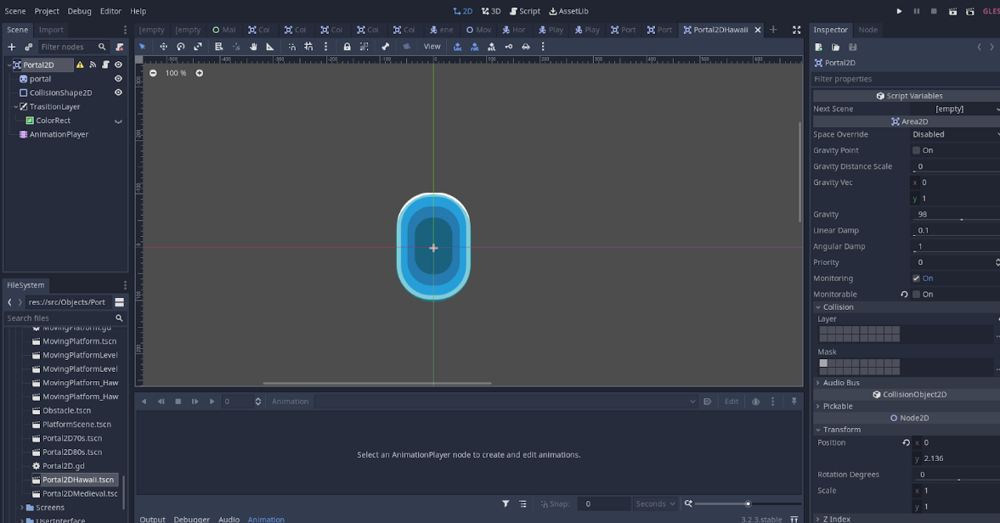 Scene Project Debug Editor Help
2D 3D Script AssetLib
GLES
Scene Import
Filter nodes
Portal2D
portal
CollisionShape2D
TrasitionLayer
ColorRect
AnimationPlayer
FileSystem
res://src/Objects/Port
Search files
MovingPlatform.gd
MovingPlatform.tscn
MovingPlatformLevel
MovingPlatformLevel
MovingPlatform_Haw
MovingPlatform_Haw
Obstacle.tscn
PlatformScene.tscn
Portal2D70s.tscn
Portal2D80s.tscn
Portal2D.gd
Portal2DHawaii.tscn
Portal2DMedieval.tsc
Screens
UserInterface
[empty] [empty] Mai Coi Coi Coi Coi Coi ene Mov Hor Play Play Port Port Portal2DHawaii
View
100 %
0 Animation Edit
Select an AnimationPlayer node to create and edit animations.
Snap: 0 Seconds
Output Debugger Audio Animation
3.2.3.stable
Inspector Node
Portal2D
Filter properties
Script Variables
Next Scene [empty]
Area2D
Space Override Disabled
Gravity Point On
Gravity Distance Scale 0
Gravity Vec x 0
y 1
Gravity 98
Linear Damp 0.1
Angular Damp 1
Priority 0
Monitoring On
Monitorable On
Collision
Layer
Mask
Audio Bus
CollisionObject2D
Pickable
Node2D
Transform
Position x 0
y 2.136
Rotation Degrees 0
Scale x 1
y 1
Z Index